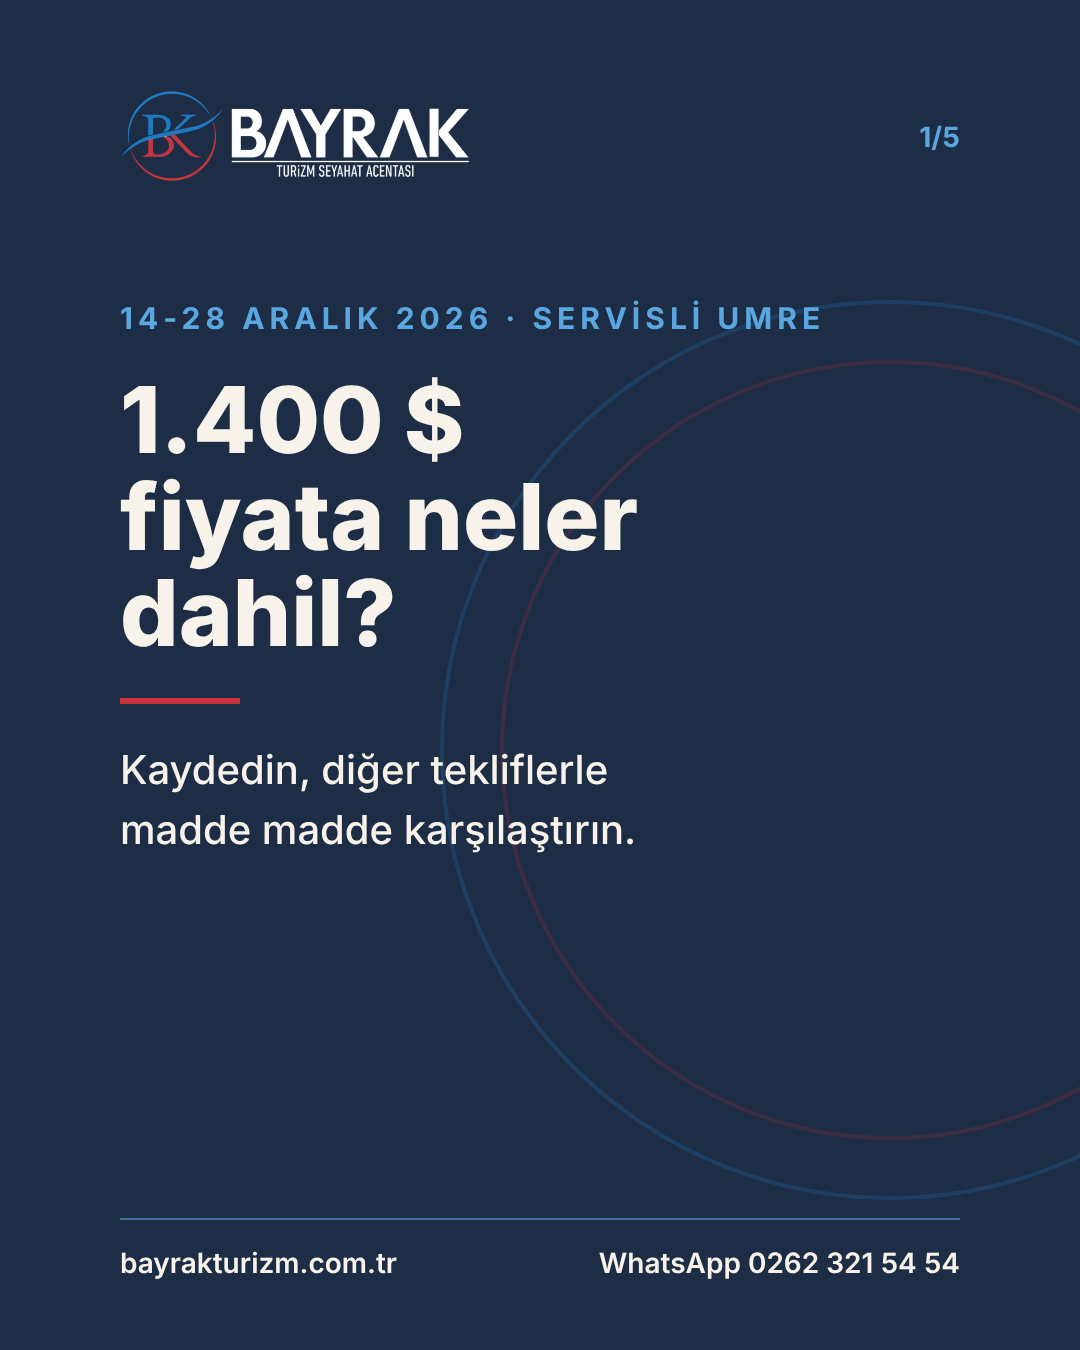 BK
BAYRAK
TURİZM SEYAHAT ACENTASI
1/5
14-28 ARALIK 2026 · SERVİSLİ UMRE
1.400 $
fiyata neler
dahil?
Kaydedin, diğer tekliflerle
madde madde karşılaştırın.
bayrakturizm.com.tr
WhatsApp 0262 321 54 54